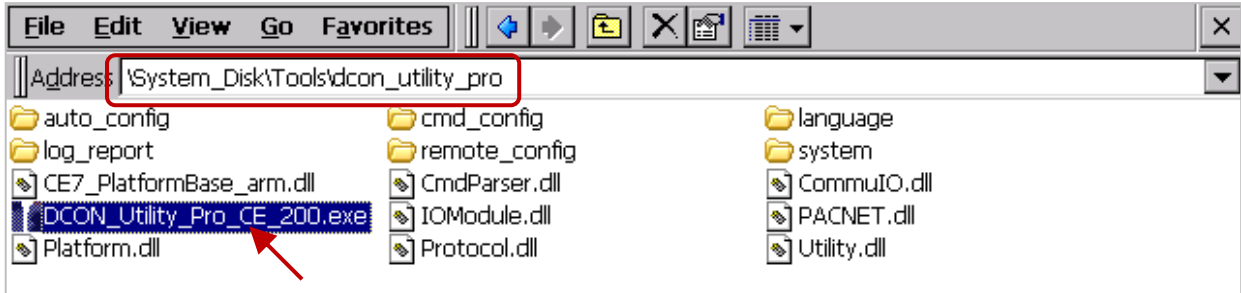 File Edit View Go Favorites
Address \System_Disk\Tools\dcon_utility_pro
auto_config cmd_config language
log_report remote_config system
CE7_PlatformBase_arm.dll CmdParser.dll CommuIO.dll
DCON_Utility_Pro_CE_200.exe IOModule.dll PACNET.dll
Platform.dll Protocol.dll Utility.dll